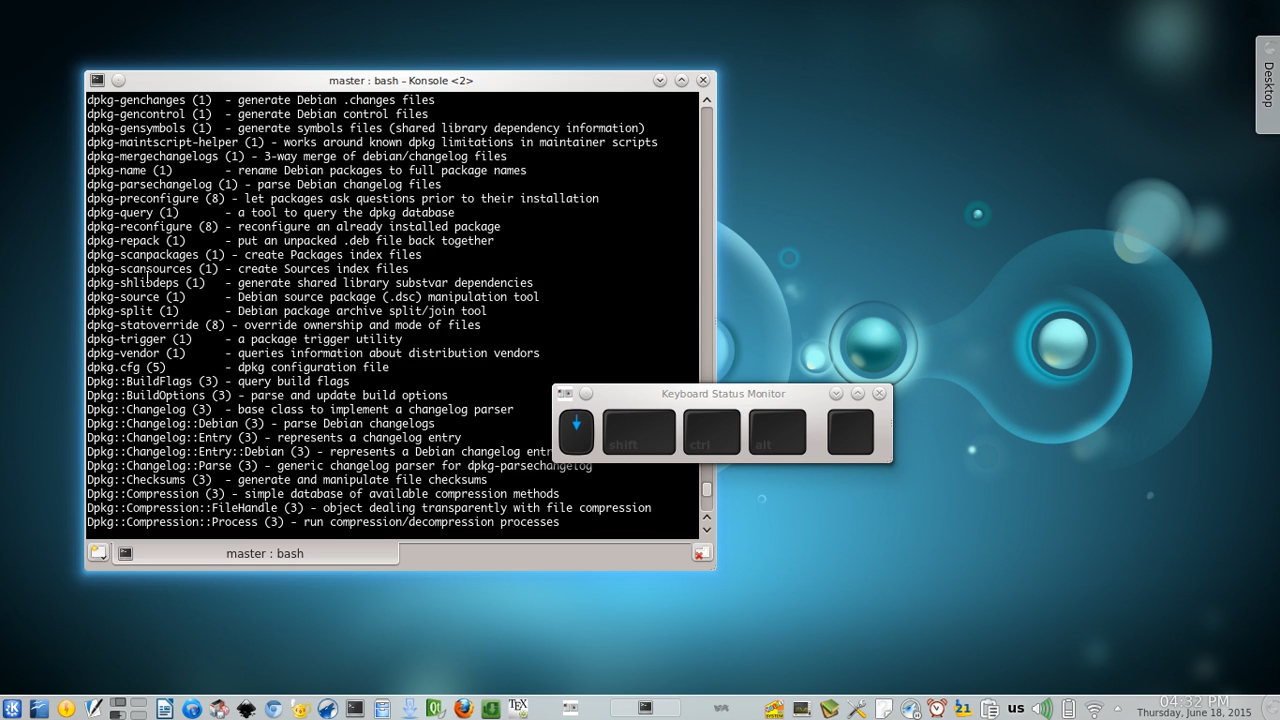 master : bash – Konsole <2>
dpkg-genchanges (1)  - generate Debian .changes files
dpkg-gencontrol (1)  - generate Debian control files
dpkg-gensymbols (1)  - generate symbols files (shared library dependency information)
dpkg-maintscript-helper (1) - works around known dpkg limitations in maintainer scripts
dpkg-mergechangelogs (1) - 3-way merge of debian/changelog files
dpkg-name (1)        - rename Debian packages to full package names
dpkg-parsechangelog (1) - parse Debian changelog files
dpkg-preconfigure (8) - let packages ask questions prior to their installation
dpkg-query (1)       - a tool to query the dpkg database
dpkg-reconfigure (8) - reconfigure an already installed package
dpkg-repack (1)      - put an unpacked .deb file back together
dpkg-scanpackages (1) - create Packages index files
dpkg-scansources (1) - create Sources index files
dpkg-shlibdeps (1)   - generate shared library substvar dependencies
dpkg-source (1)      - Debian source package (.dsc) manipulation tool
dpkg-split (1)       - Debian package archive split/join tool
dpkg-statoverride (8) - override ownership and mode of files
dpkg-trigger (1)     - a package trigger utility
dpkg-vendor (1)      - queries information about distribution vendors
dpkg.cfg (5)         - dpkg configuration file
Dpkg::BuildFlags (3) - query build flags
Dpkg::BuildOptions (3) - parse and update build options
Dpkg::Changelog (3)  - base class to implement a changelog parser
Dpkg::Changelog::Debian (3) - parse Debian changelogs
Dpkg::Changelog::Entry (3) - represents a changelog entry
Dpkg::Changelog::Entry::Debian (3) - represents a Debian changelog entr
Dpkg::Changelog::Parse (3) - generic changelog parser for dpkg-parsechangelog
Dpkg::Checksums (3)  - generate and manipulate file checksums
Dpkg::Compression (3) - simple database of available compression methods
Dpkg::Compression::FileHandle (3) - object dealing transparently with file compression
Dpkg::Compression::Process (3) - run compression/decompression processes
master : bash
Keyboard Status Monitor
shift ctrl alt
Desktop
TEX
SYSTEM
21
us
04:32 PM
Thursday, June 18, 2015